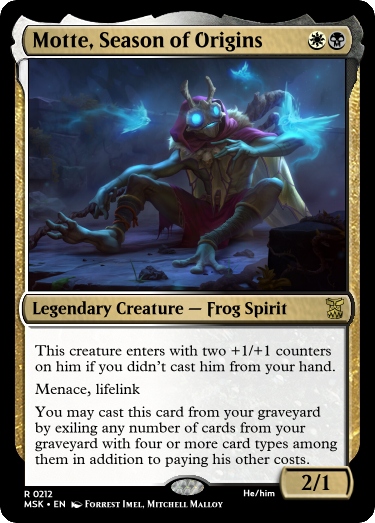 Motte, Season of Origins
Legendary Creature — Frog Spirit
This creature enters with two +1/+1 counters
on him if you didn't cast him from your hand.
Menace, lifelink
You may cast this card from your graveyard
by exiling any number of cards from your
graveyard with four or more card types among
them in addition to paying his other costs.
2/1
R 0212
He/him
MSK • EN Forrest Imel, Mitchell Malloy